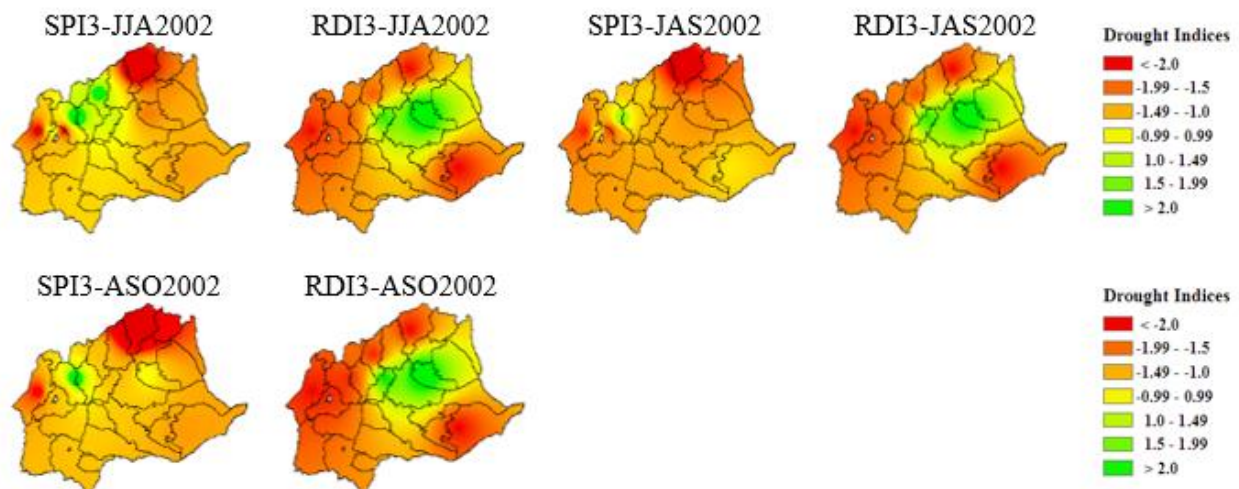 SPI3-JJA2002
RDI3-JJA2002
SPI3-JAS2002
RDI3-JAS2002
Drought Indices
< -2.0
-1.99 - -1.5
-1.49 - -1.0
-0.99 - 0.99
1.0 - 1.49
1.5 - 1.99
> 2.0
SPI3-ASO2002
RDI3-ASO2002
Drought Indices
< -2.0
-1.99 - -1.5
-1.49 - -1.0
-0.99 - 0.99
1.0 - 1.49
1.5 - 1.99
> 2.0